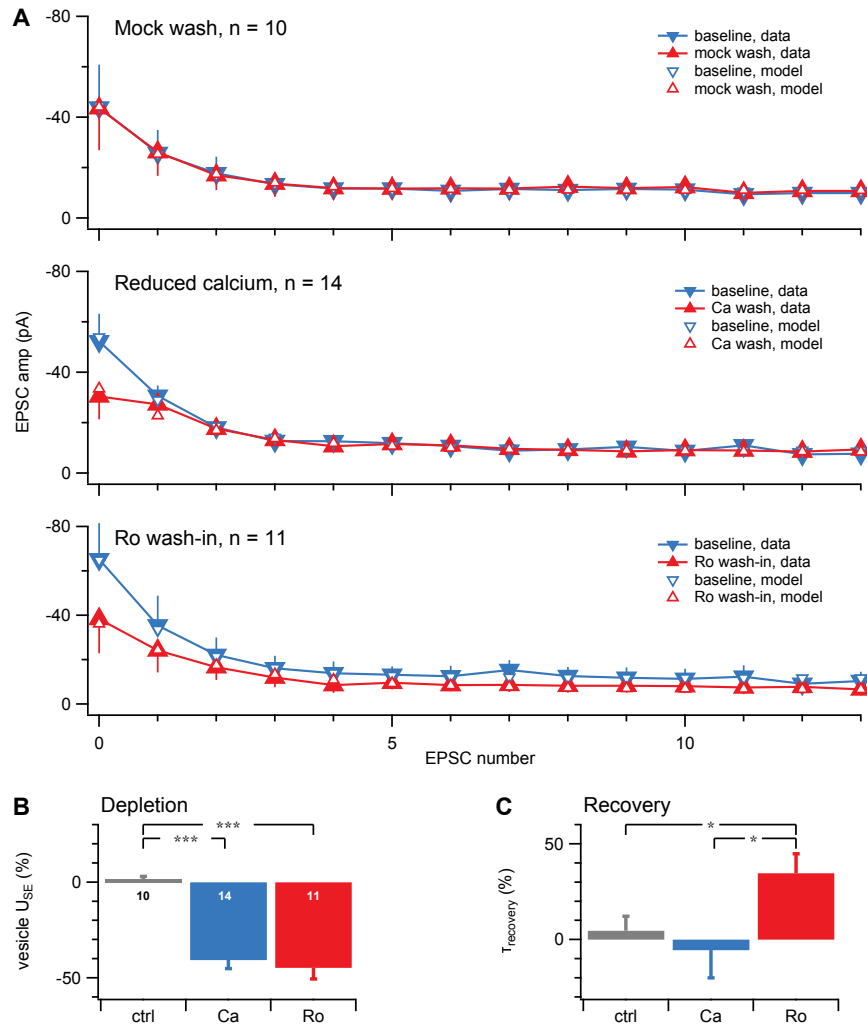 A
Mock wash, n = 10
baseline, data
mock wash, data
baseline, model
mock wash, model
-80
-40
0
0
5
10
Reduced calcium, n = 14
baseline, data
Ca wash, data
baseline, model
Ca wash, model
-80
-40
0
EPSC amp (pA)
Ro wash-in, n = 11
baseline, data
Ro wash-in, data
baseline, model
Ro wash-in, model
-80
-40
0
0
5
10
EPSC number
B
Depletion
***
***
vesicle USE (%)
0
-50
10
14
11
ctrl
Ca
Ro
C
Recovery
*
*
τrecovery (%)
50
0
ctrl
Ca
Ro